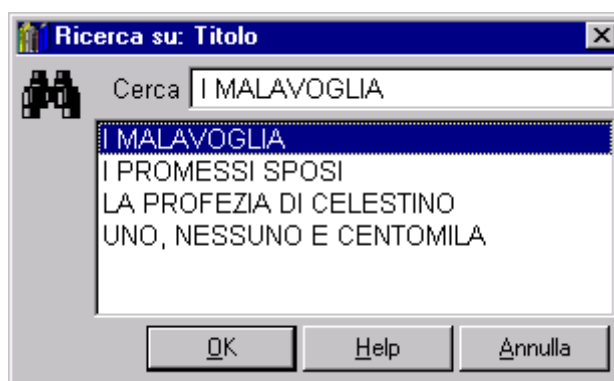 Ricerca su: Titolo
Cerca I MALAVOGLIA
I MALAVOGLIA
I PROMESSI SPOSI
LA PROFEZIA DI CELESTINO
UNO, NESSUNO E CENTOMILA
OK Help Annulla